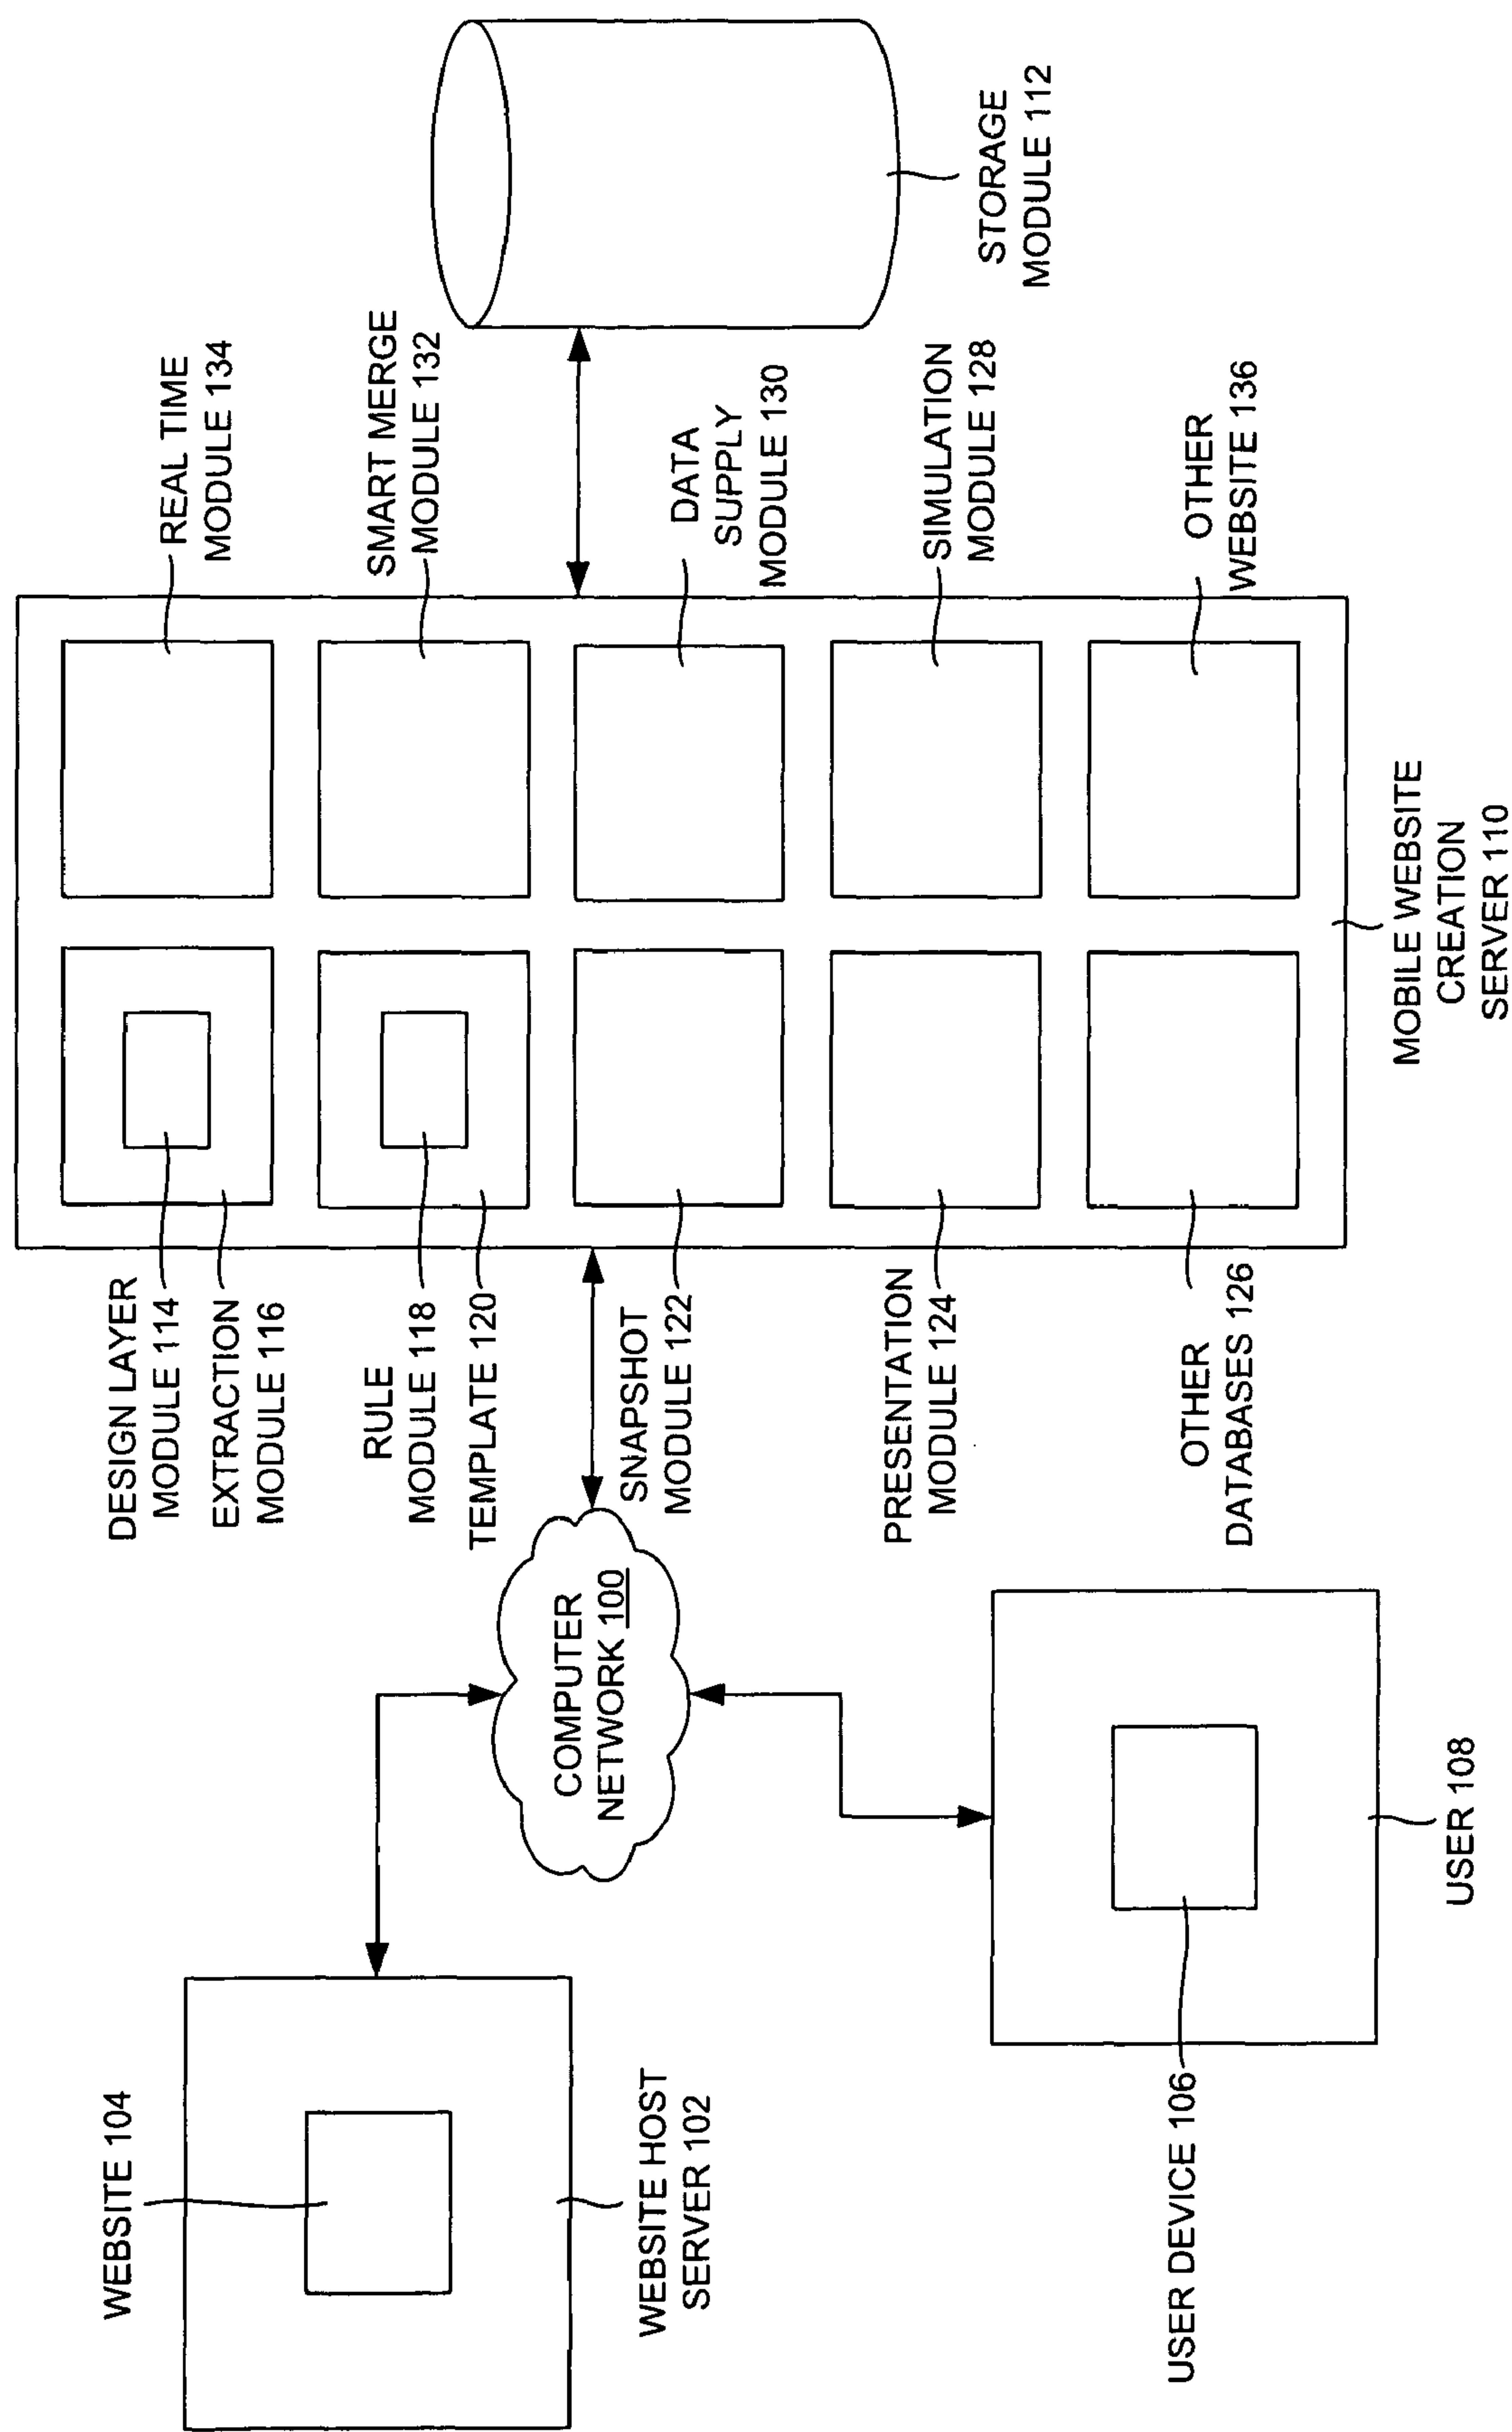 WEBSITE 104
WEBSITE HOST
SERVER 102
COMPUTER
NETWORK 100
USER DEVICE 106
USER 108
DESIGN LAYER
MODULE 114
EXTRACTION
MODULE 116
RULE
MODULE 118
TEMPLATE 120
SNAPSHOT
MODULE 122
PRESENTATION
MODULE 124
OTHER
DATABASES 126
REAL TIME
MODULE 134
SMART MERGE
MODULE 132
DATA
SUPPLY
MODULE 130
SIMULATION
MODULE 128
OTHER
WEBSITE 136
MOBILE WEBSITE
CREATION
SERVER 110
STORAGE
MODULE 112